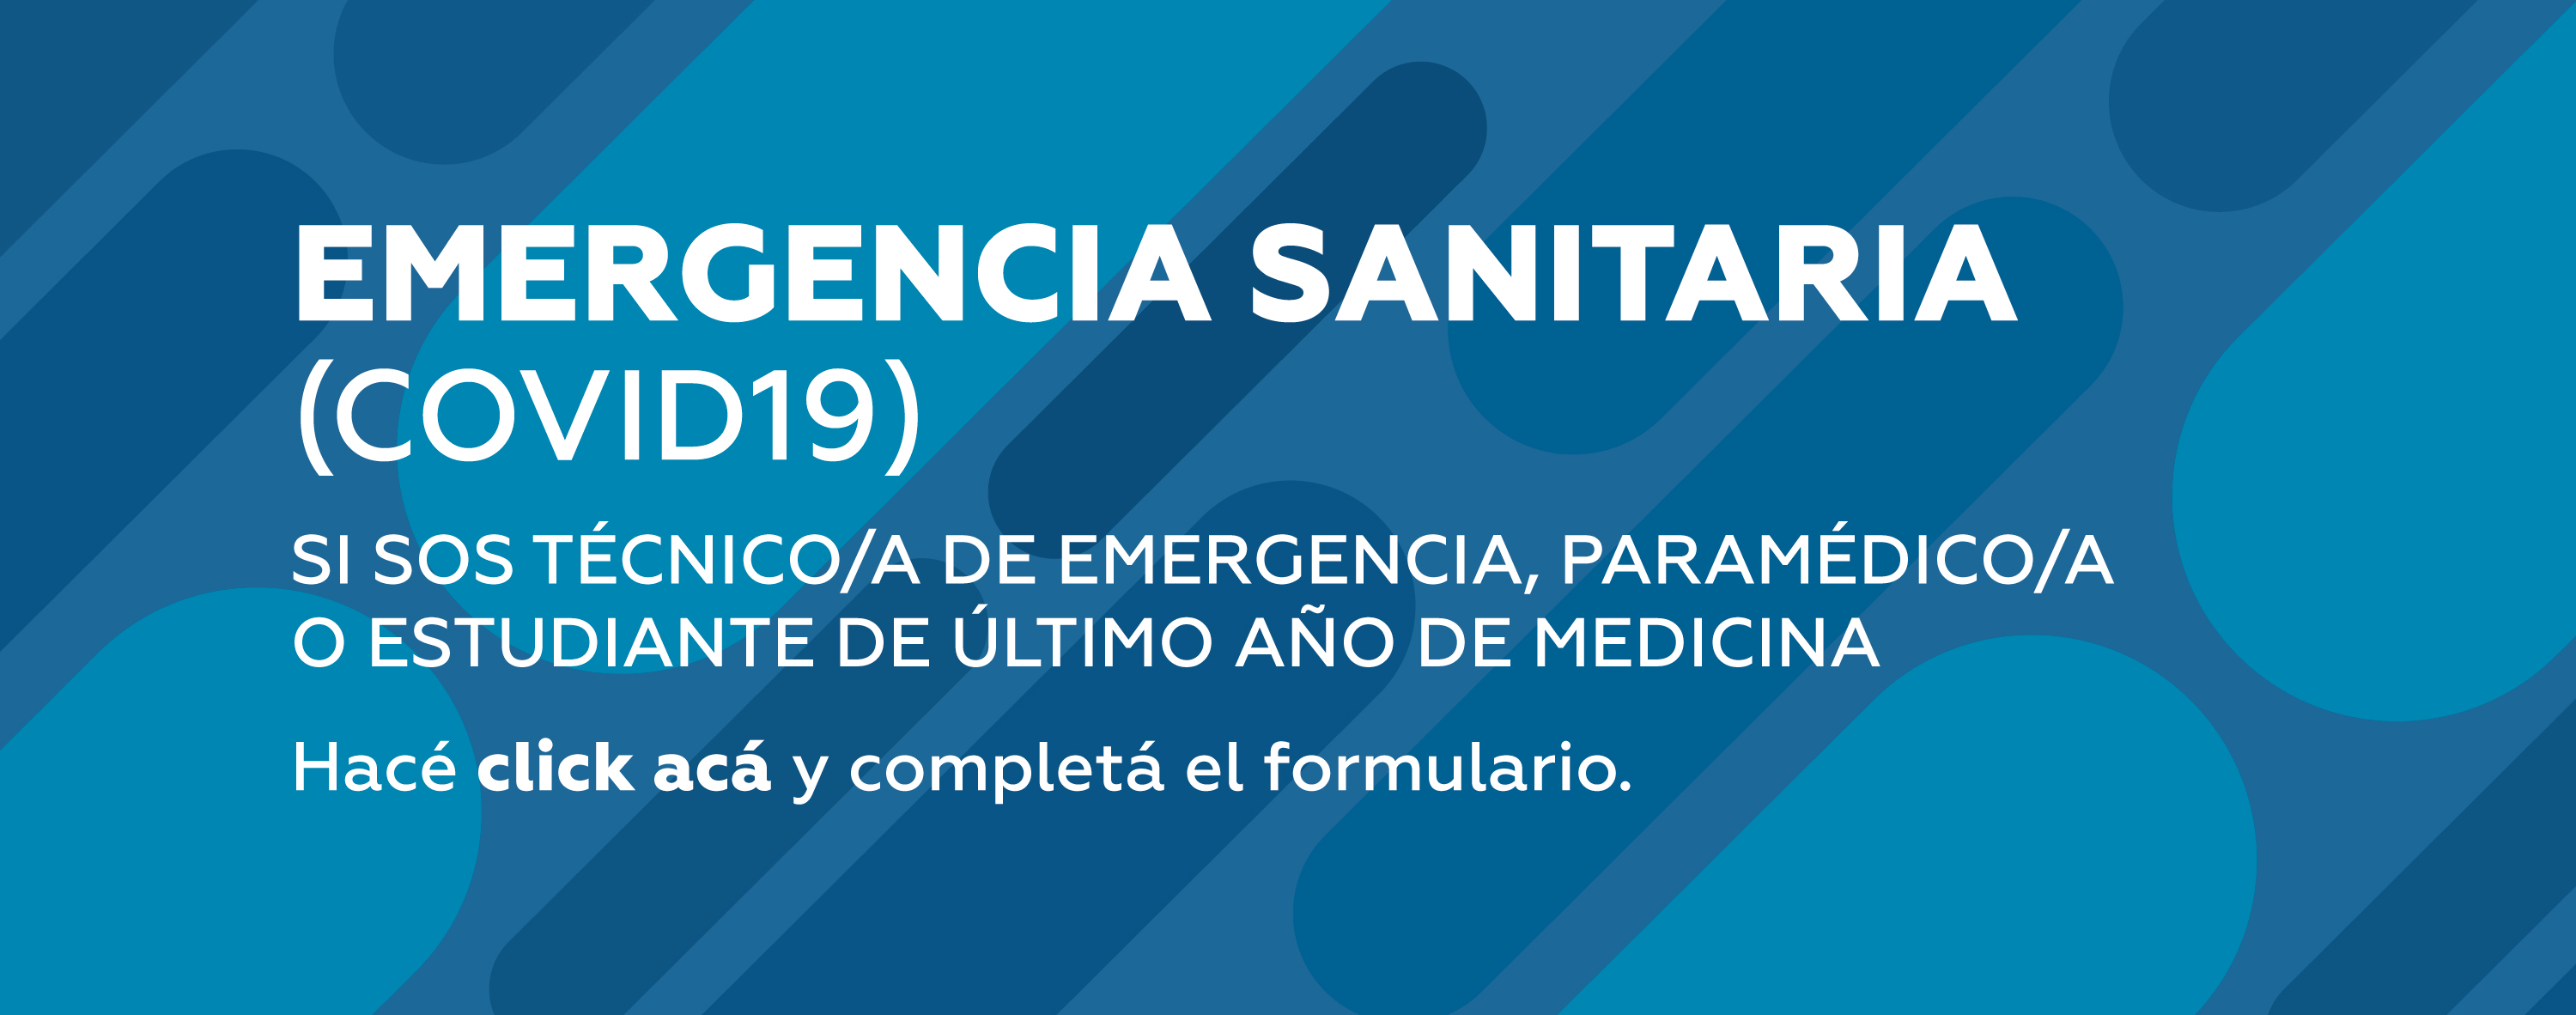 EMERGENCIA SANITARIA
(COVID19)
SI SOS TÉCNICO/A DE EMERGENCIA, PARAMÉDICO/A
O ESTUDIANTE DE ÚLTIMO AÑO DE MEDICINA
Hacé click acá y completá el formulario.